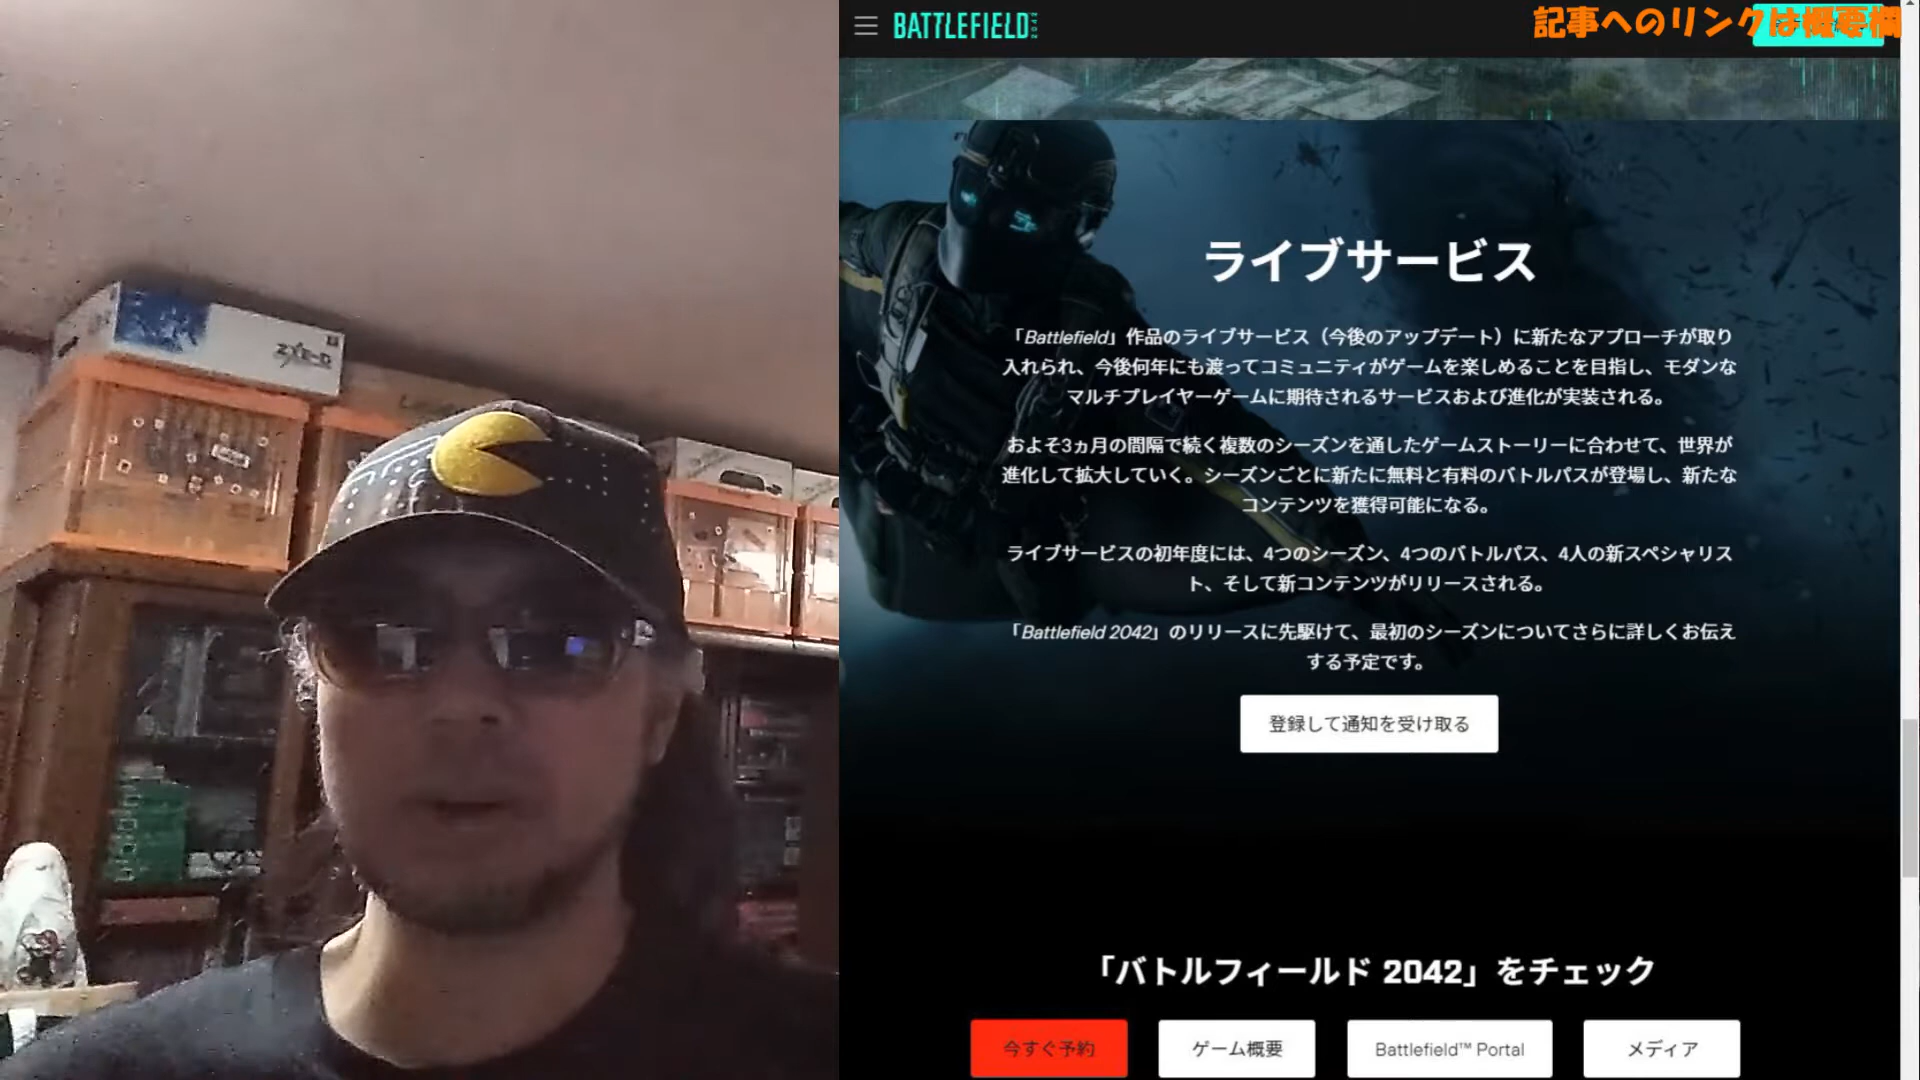 BATTLEFIELD 2042
記事へのリンクは概要欄
ライブサービス
「Battlefield」作品のライブサービス（今後のアップデート）に新たなアプローチが取り
入れられ、今後何年にも渡ってコミュニティがゲームを楽しめることを目指し、モダンな
マルチプレイヤーゲームに期待されるサービスおよび進化が実装される。
およそ3ヵ月の間隔で続く複数のシーズンを通したゲームストーリーに合わせて、世界が
進化して拡大していく。シーズンごとに新たに無料と有料のバトルパスが登場し、新たな
コンテンツを獲得可能になる。
ライブサービスの初年度には、4つのシーズン、4つのバトルパス、4人の新スペシャリス
ト、そして新コンテンツがリリースされる。
「Battlefield 2042」のリリースに先駆けて、最初のシーズンについてさらに詳しくお伝え
する予定です。
登録して通知を受け取る
「バトルフィールド 2042」をチェック
今すぐ予約
ゲーム概要
Battlefield™ Portal
メディア